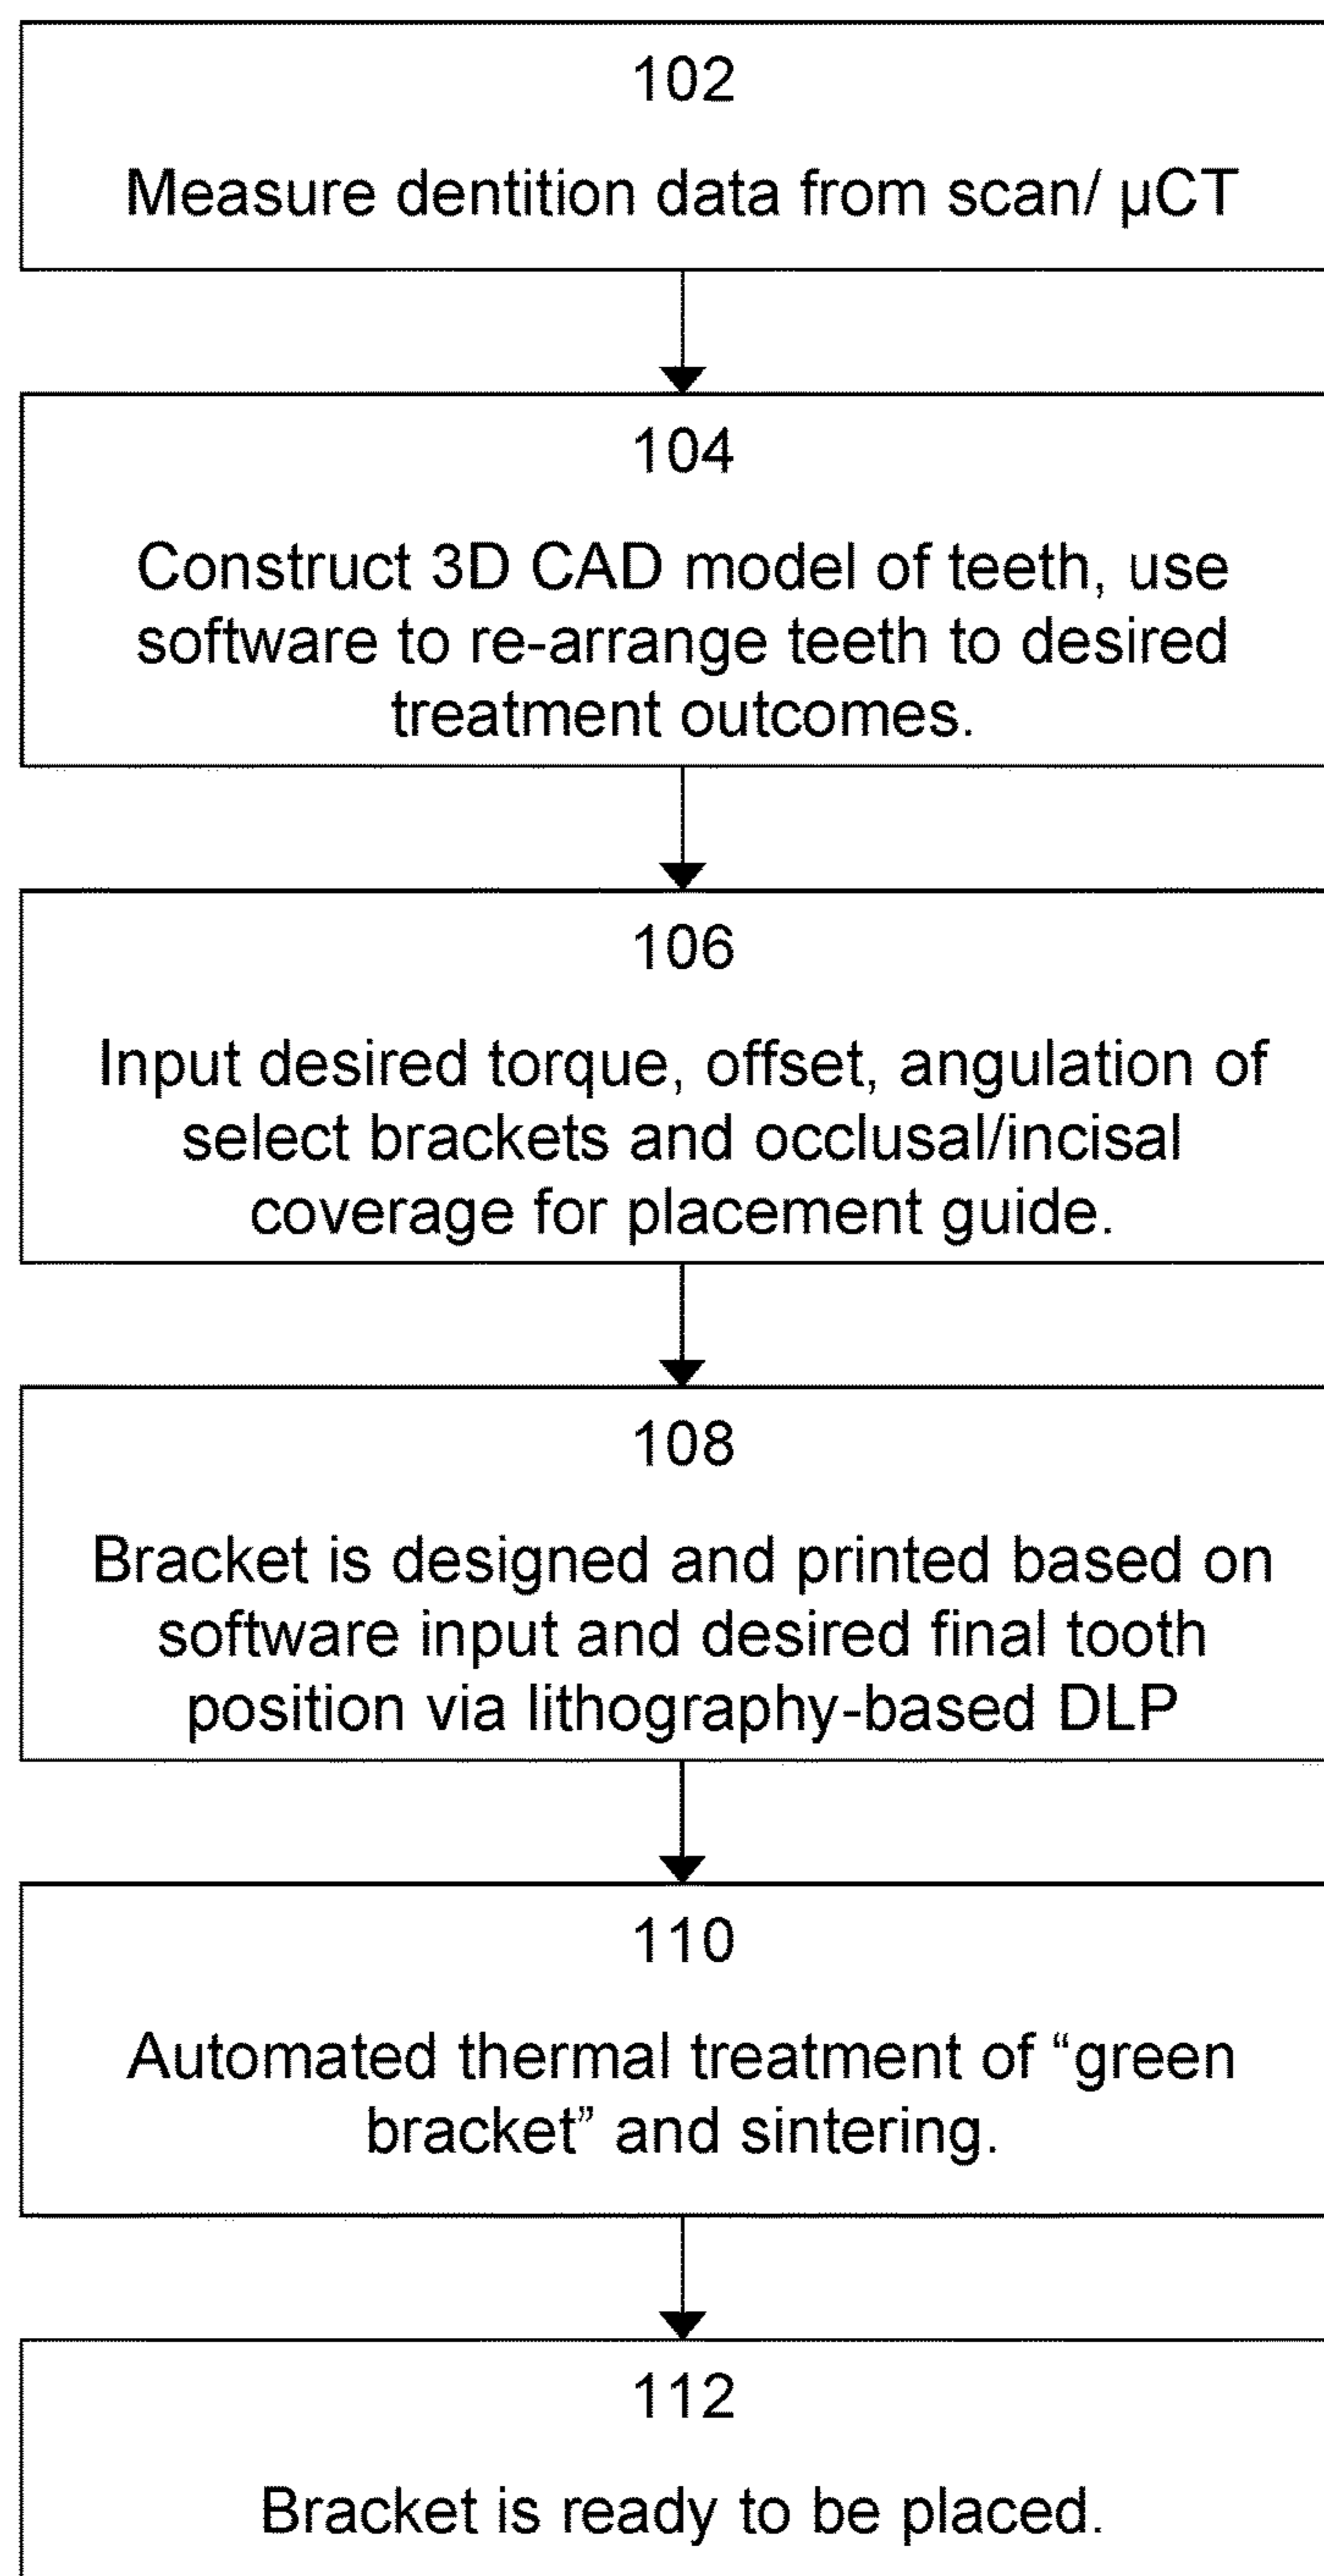 102
Measure dentition data from scan/ µCT
104
Construct 3D CAD model of teeth, use
software to re-arrange teeth to desired
treatment outcomes.
106
Input desired torque, offset, angulation of
select brackets and occlusal/incisal
coverage for placement guide.
108
Bracket is designed and printed based on
software input and desired final tooth
position via lithography-based DLP
110
Automated thermal treatment of “green
bracket” and sintering.
112
Bracket is ready to be placed.